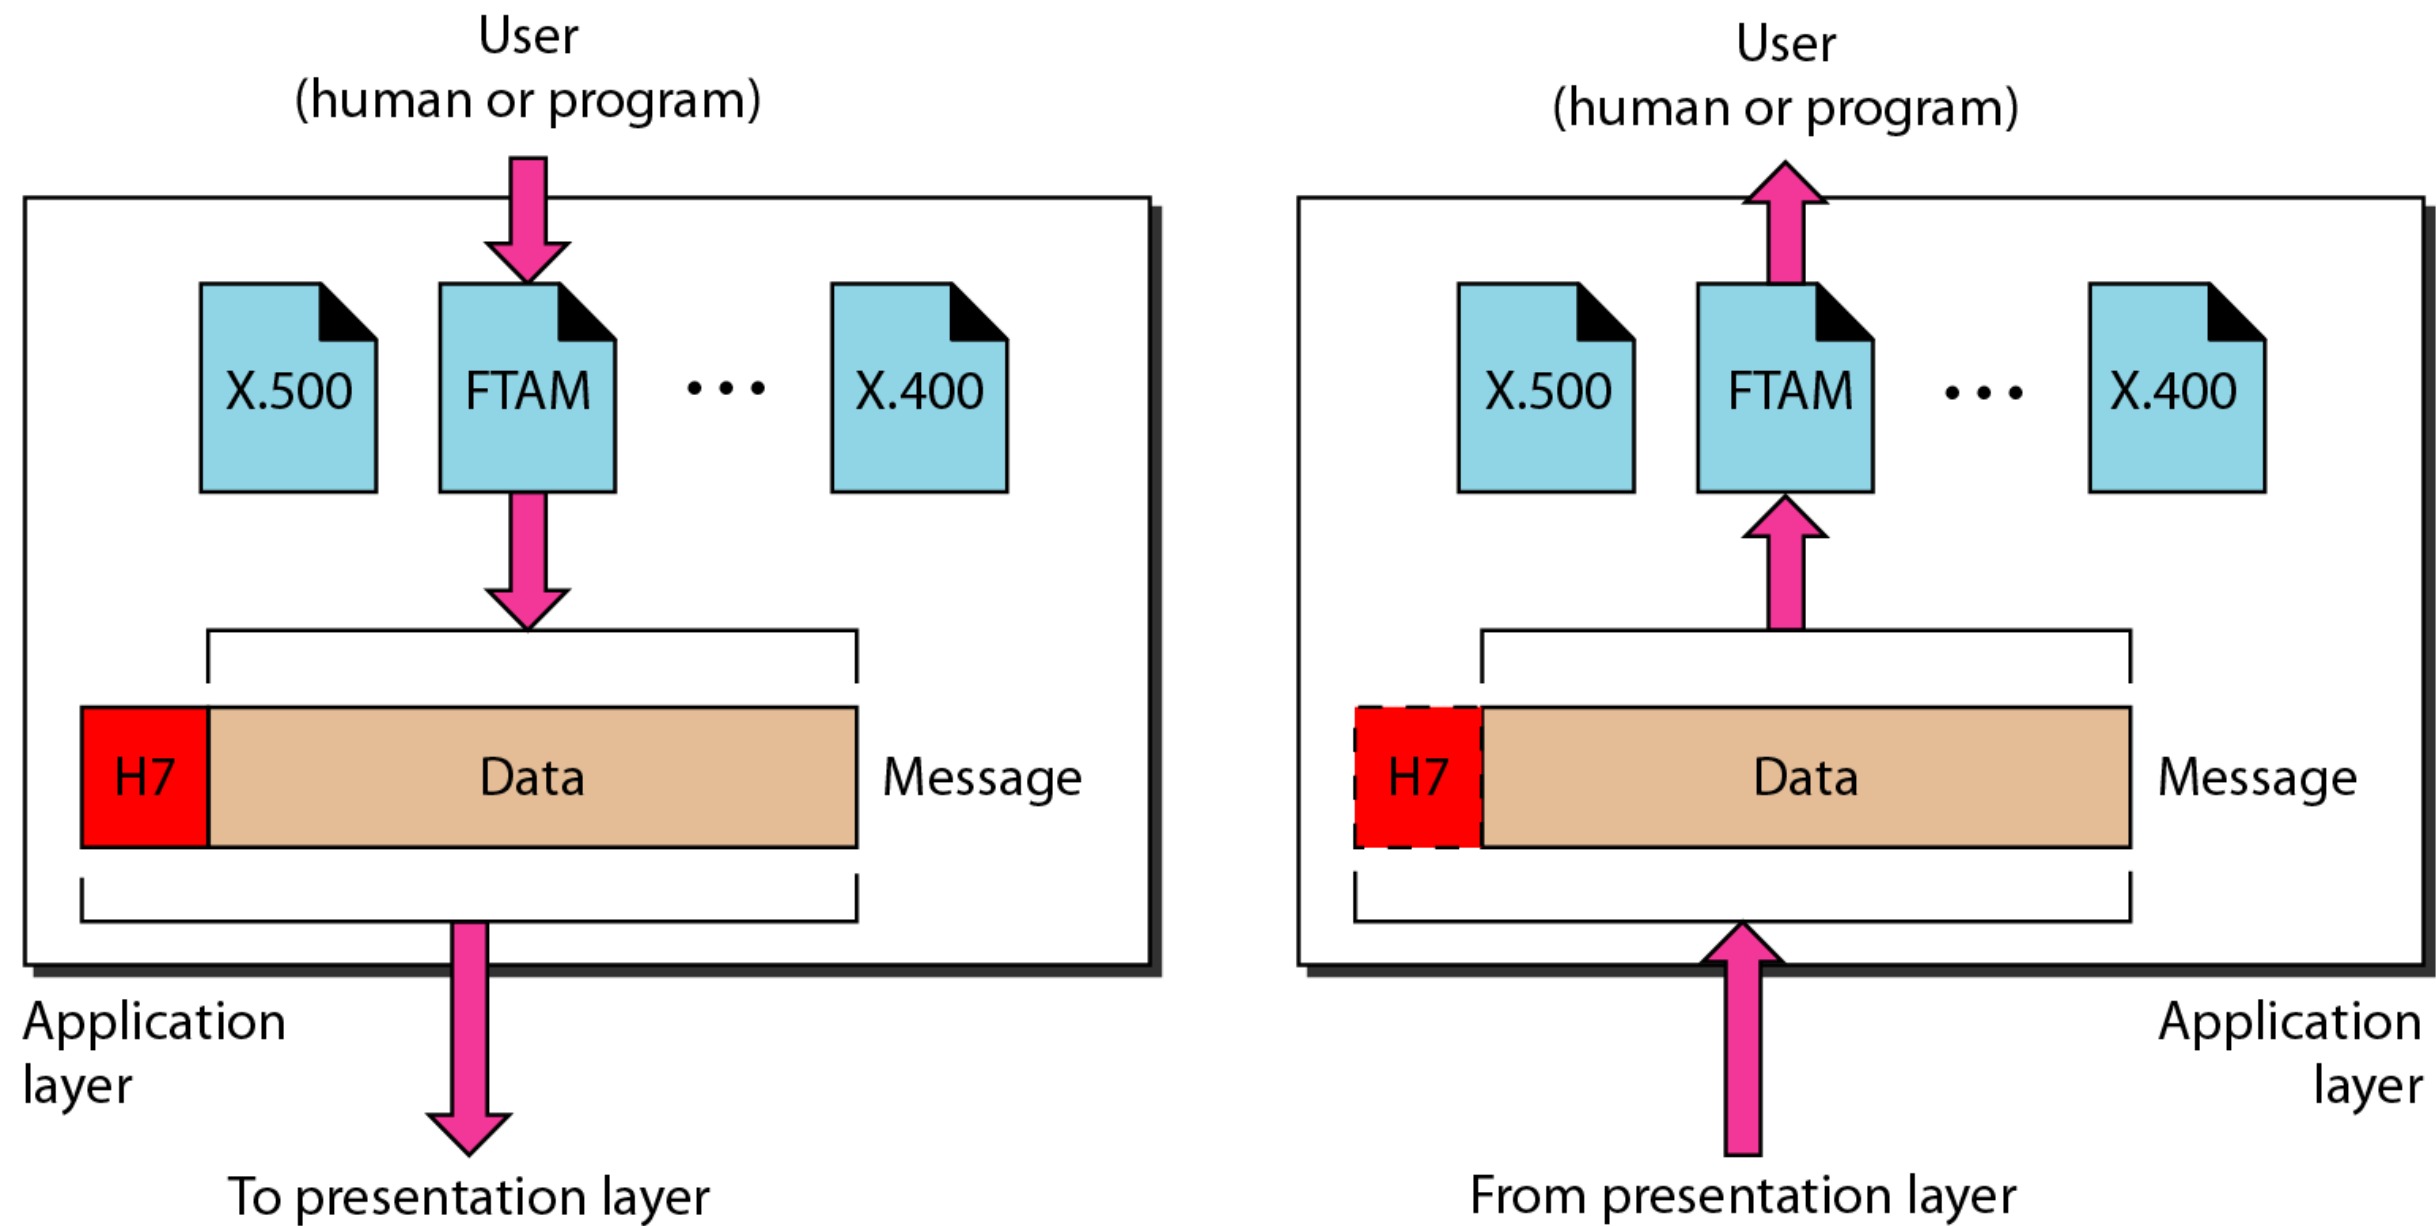 User
(human or program)
X.500
FTAM
...
X.400
H7
Data
Message
Application
layer
To presentation layer
User
(human or program)
X.500
FTAM
...
X.400
H7
Data
Message
Application
layer
From presentation layer